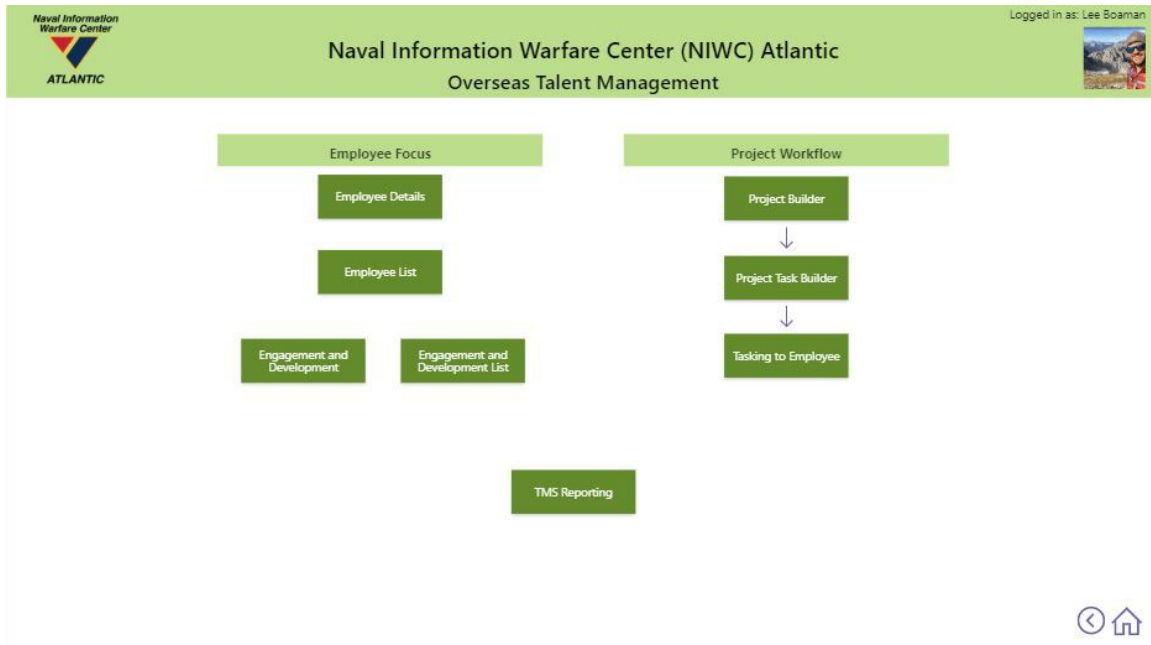 Naval Information
Warfare Center
ATLANTIC
Logged in as: Lee Boaman
Naval Information Warfare Center (NIWC) Atlantic
Overseas Talent Management
Employee Focus
Employee Details
Employee List
Engagement and
Development
Engagement and
Development List
Project Workflow
Project Builder
Project Task Builder
Tasking to Employee
TMS Reporting